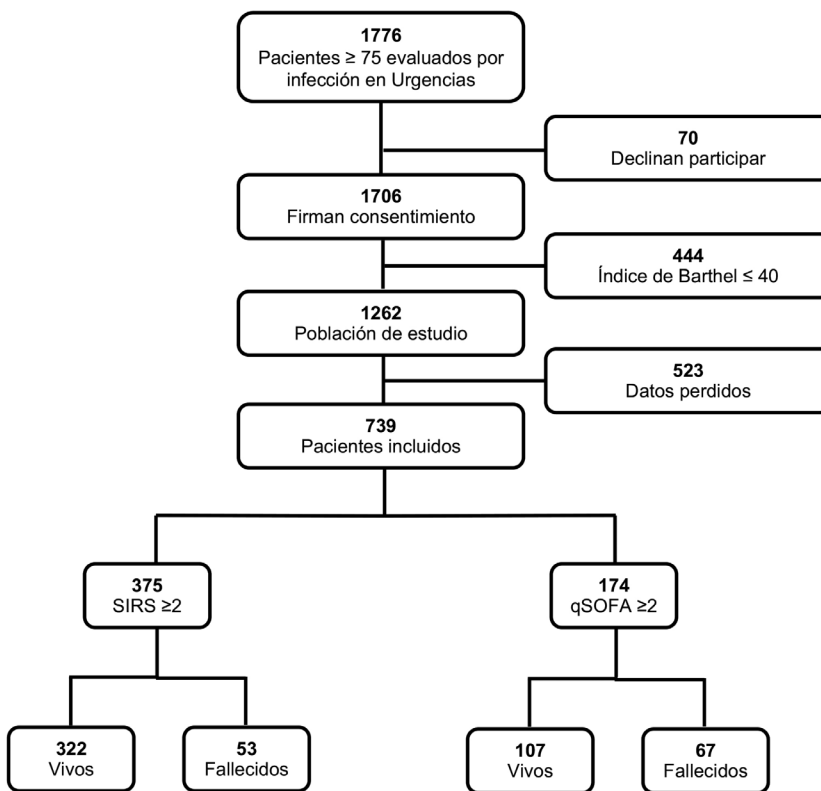 1776
Pacientes ≥ 75 evaluados por
infección en Urgencias
70
Declinan participar
1706
Firman consentimiento
444
Índice de Barthel ≤ 40
1262
Población de estudio
523
Datos perdidos
739
Pacientes incluidos
375
SIRS ≥2
174
qSOFA ≥2
322
Vivos
53
Fallecidos
107
Vivos
67
Fallecidos